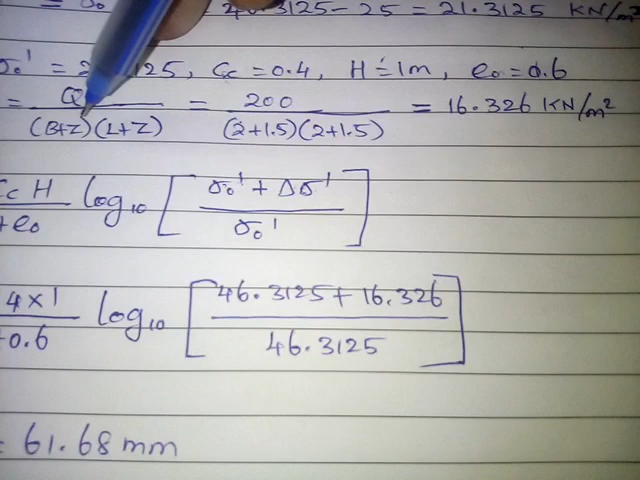 = σ₀ 46.3125 - 25 = 21.3125 KN/m²
σ₀' = 2 .125, Cc = 0.4, H = 1m, e₀ = 0.6
= Q / (B+Z)(L+Z) = 200 / (2+1.5)(2+1.5) = 16.326 KN/m²
Cc H / +e₀ log₁₀ [ σ₀' + Δσ' / σ₀' ]
4×1 / +0.6 log₁₀ [ 46.3125 + 16.326 / 46.3125 ]
= 61.68 mm